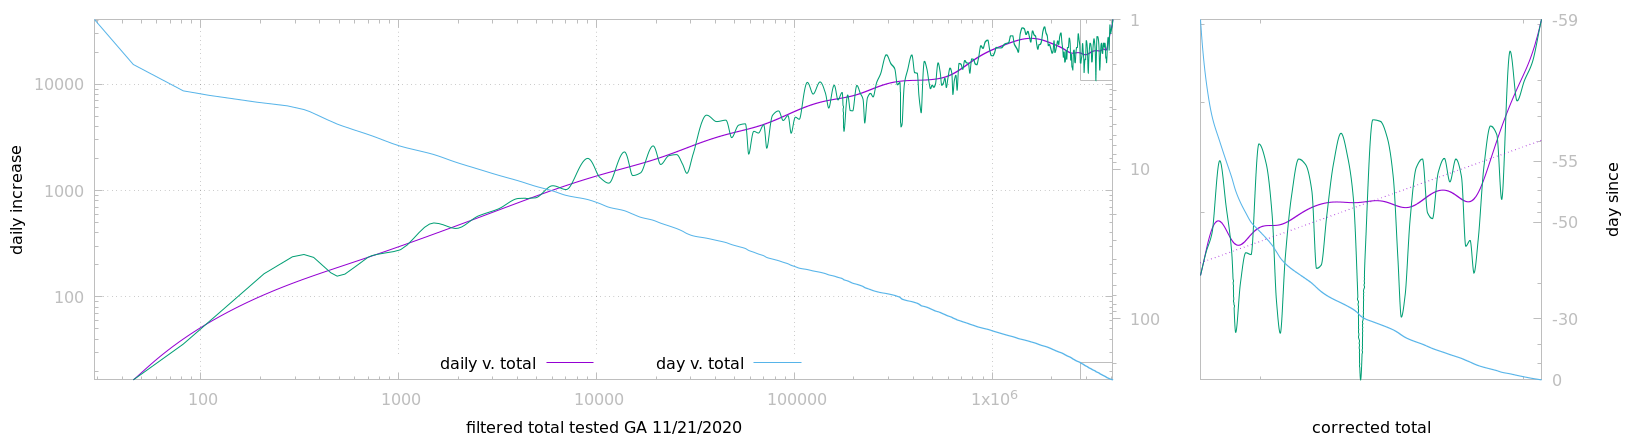 daily increase
10000
1000
100
100
1000
10000
100000
1x10⁶
1
10
100
daily v. total
day v. total
filtered total tested GA 11/21/2020
-59
-55
-50
-30
0
day since
corrected total